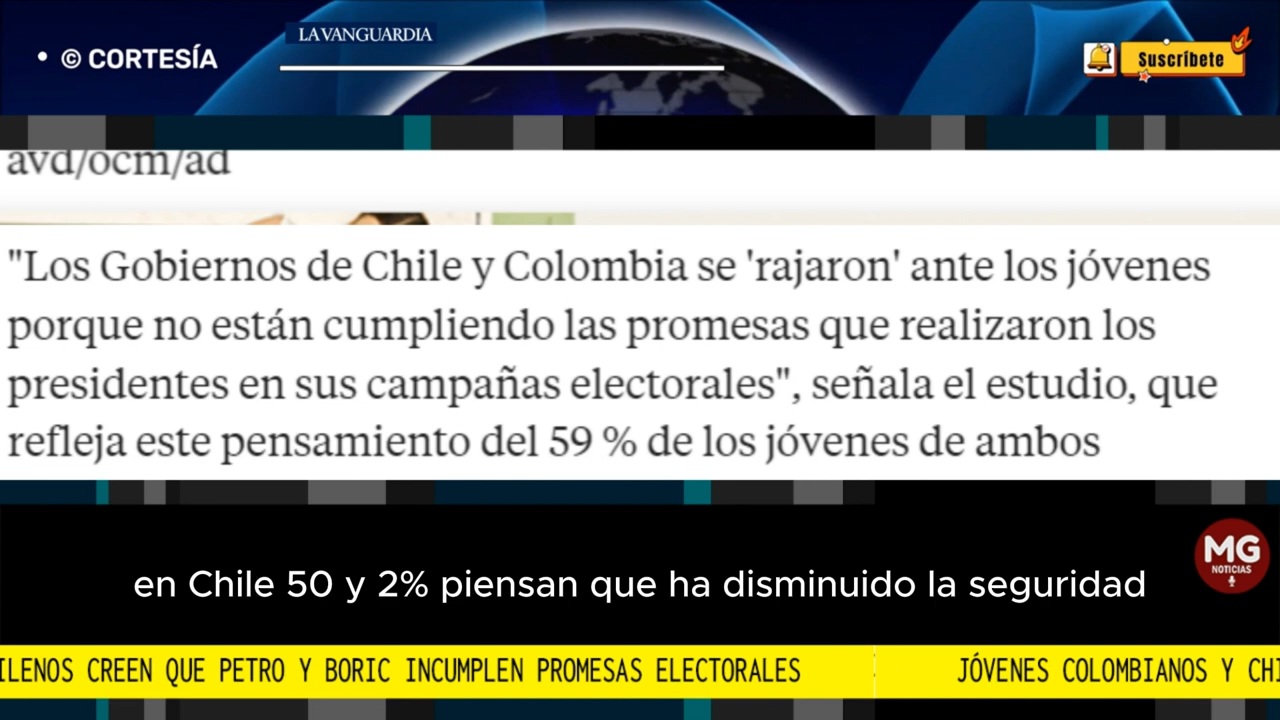 LAVANGUARDIA
• © CORTESÍA
Suscríbete
avd/ocm/ad
"Los Gobiernos de Chile y Colombia se 'rajaron' ante los jóvenes
porque no están cumpliendo las promesas que realizaron los
presidentes en sus campañas electorales", señala el estudio, que
refleja este pensamiento del 59 % de los jóvenes de ambos
MG
NOTICIAS
en Chile 50 y 2% piensan que ha disminuido la seguridad
ILENOS CREEN QUE PETRO Y BORIC INCUMPLEN PROMESAS ELECTORALES
JÓVENES COLOMBIANOS Y CHI